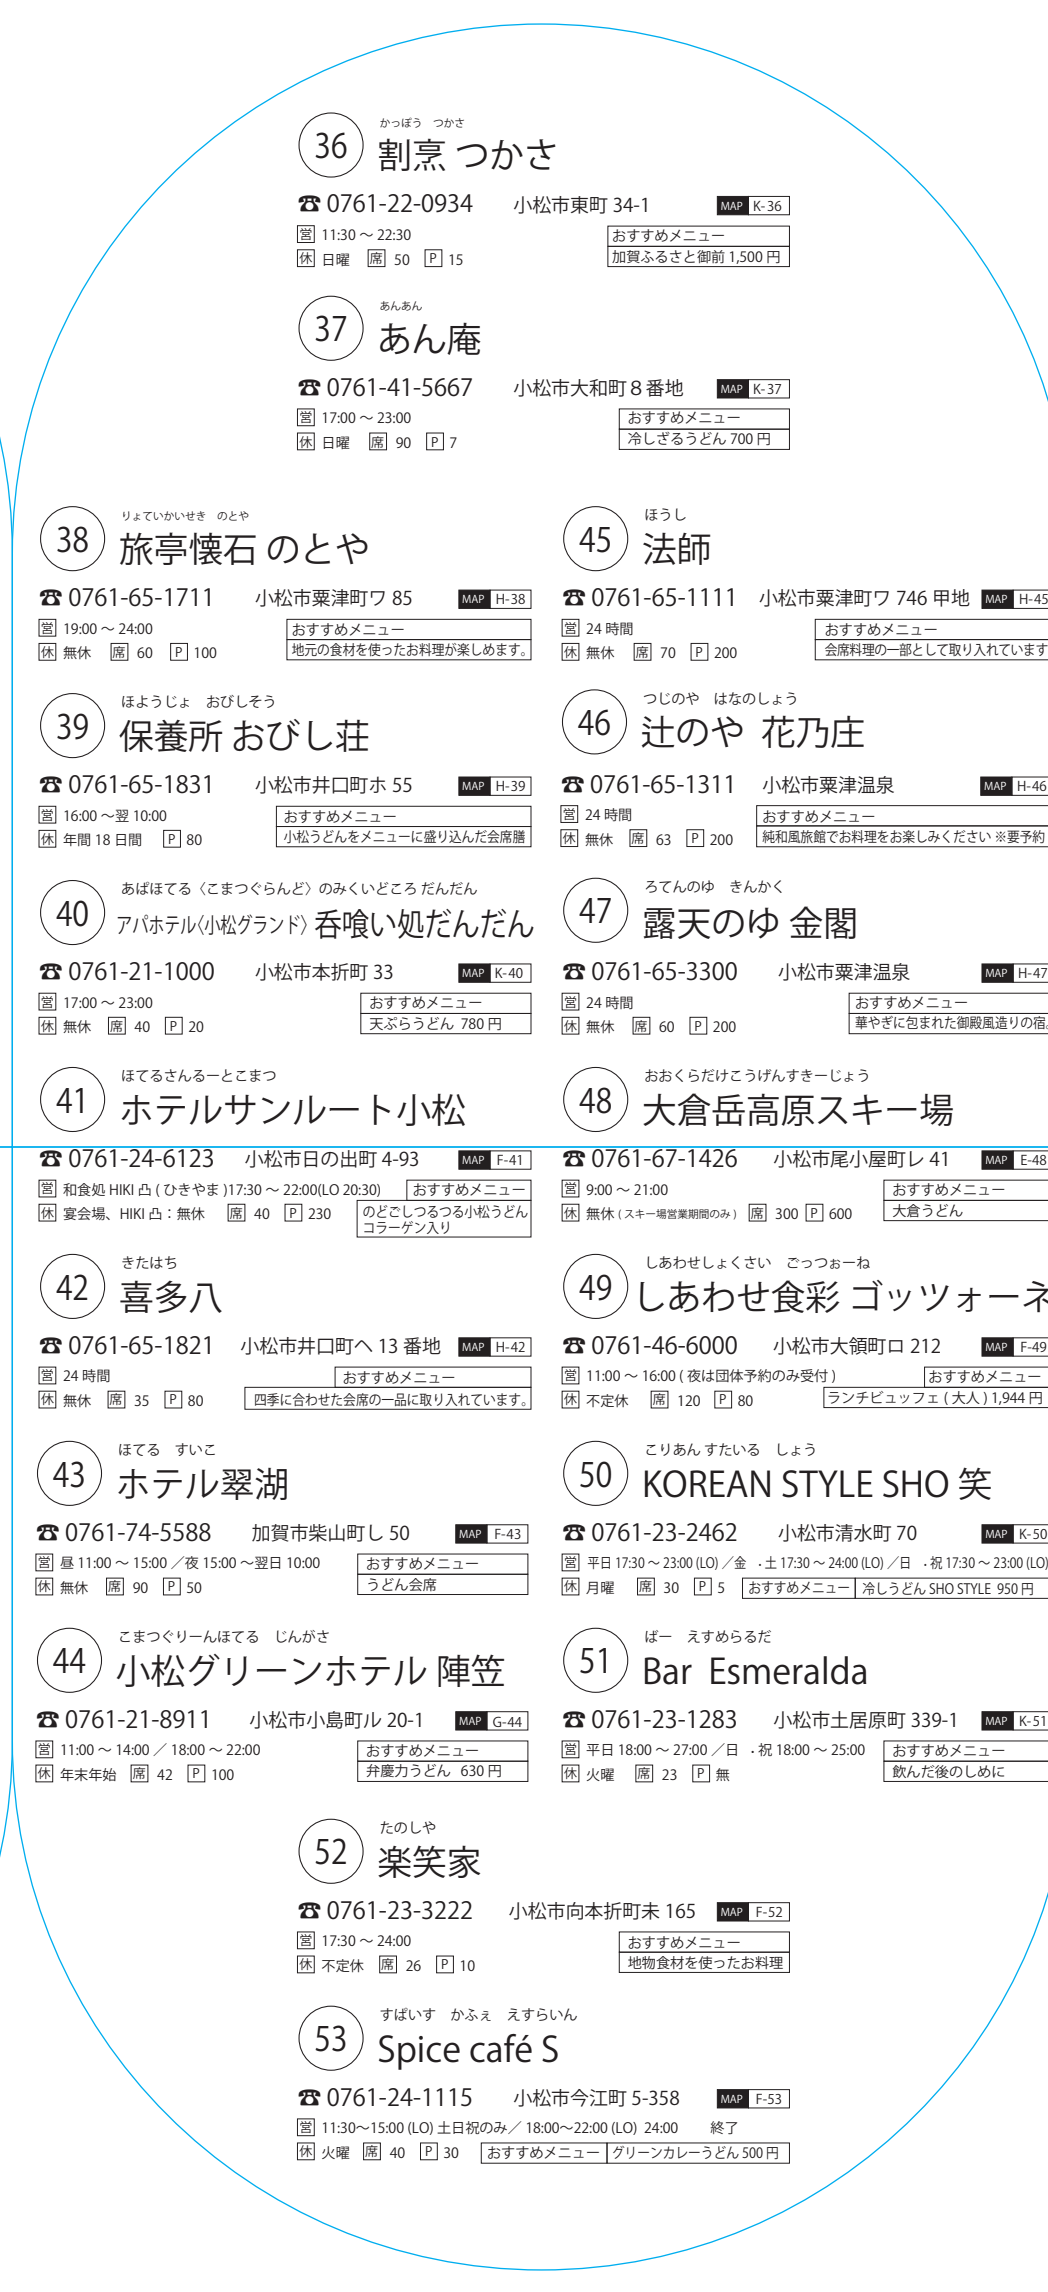 かっぽう つかさ
36 割烹 つかさ
☎ 0761-22-0934 小松市東町 34-1 MAP K-36
営 11:30 ～ 22:30 おすすめメニュー
休 日曜 席 50 P 15 加賀ふるさと御前 1,500 円
あんあん
37 あん庵
☎ 0761-41-5667 小松市大和町８番地 MAP K-37
営 17:00 ～ 23:00 おすすめメニュー
休 日曜 席 90 P 7 冷しざるうどん 700 円
りょていかいせき のとや
38 旅亭懐石 のとや
☎ 0761-65-1711 小松市粟津町ワ 85 MAP H-38
営 19:00 ～ 24:00 おすすめメニュー
休 無休 席 60 P 100 地元の食材を使ったお料理が楽しめます。
ほようじょ おびしそう
39 保養所 おびし荘
☎ 0761-65-1831 小松市井口町ホ 55 MAP H-39
営 16:00 ～翌 10:00 おすすめメニュー
休 年間 18 日間 P 80 小松うどんをメニューに盛り込んだ会席膳
あぱほてる〈こまつぐらんど〉のみくいどころ だんだん
40 アパホテル〈小松グランド〉 呑喰い処だんだん
☎ 0761-21-1000 小松市本折町 33 MAP K-40
営 17:00 ～ 23:00 おすすめメニュー
休 無休 席 40 P 20 天ぷらうどん 780 円
ほてるさんるーとこまつ
41 ホテルサンルート小松
☎ 0761-24-6123 小松市日の出町 4-93 MAP F-41
営 和食処 HIKI 凸 ( ひきやま )17:30 ～ 22:00(LO 20:30) おすすめメニュー
休 宴会場、HIKI 凸：無休 席 40 P 230 のどごしつるつる小松うどん
コラーゲン入り
きたはち
42 喜多八
☎ 0761-65-1821 小松市井口町ヘ 13 番地 MAP H-42
営 24 時間 おすすめメニュー
休 無休 席 35 P 80 四季に合わせた会席の一品に取り入れています。
ほてる すいこ
43 ホテル翠湖
☎ 0761-74-5588 加賀市柴山町し 50 MAP F-43
営 昼 11:00 ～ 15:00 ／夜 15:00 ～翌日 10:00 おすすめメニュー
休 無休 席 90 P 50 うどん会席
こまつぐりーんほてる じんがさ
44 小松グリーンホテル 陣笠
☎ 0761-21-8911 小松市小島町ル 20-1 MAP G-44
営 11:00 ～ 14:00 ／ 18:00 ～ 22:00 おすすめメニュー
休 年末年始 席 42 P 100 弁慶力うどん 630 円
ほうし
45 法師
☎ 0761-65-1111 小松市粟津町ワ 746 甲地 MAP H-45
営 24 時間 おすすめメニュー
休 無休 席 70 P 200 会席料理の一部として取り入れています
つじのや はなのしょう
46 辻のや 花乃庄
☎ 0761-65-1311 小松市粟津温泉 MAP H-46
営 24 時間 おすすめメニュー
休 無休 席 63 P 200 純和風旅館でお料理をお楽しみください ※要予約
ろてんのゆ きんかく
47 露天のゆ 金閣
☎ 0761-65-3300 小松市粟津温泉 MAP H-47
営 24 時間 おすすめメニュー
休 無休 席 60 P 200 華やぎに包まれた御殿風造りの宿。
おおくらだけこうげんすきーじょう
48 大倉岳高原スキー場
☎ 0761-67-1426 小松市尾小屋町レ 41 MAP E-48
営 9:00 ～ 21:00 おすすめメニュー
休 無休 ( スキー場営業期間のみ ) 席 300 P 600 大倉うどん
しあわせしょくさい ごっつぉーね
49 しあわせ食彩 ゴッツォーネ
☎ 0761-46-6000 小松市大領町ロ 212 MAP F-49
営 11:00 ～ 16:00 ( 夜は団体予約のみ受付 ) おすすめメニュー
休 不定休 席 120 P 80 ランチビュッフェ ( 大人 ) 1,944 円
こりあん すたいる しょう
50 KOREAN STYLE SHO 笑
☎ 0761-23-2462 小松市清水町 70 MAP K-50
営 平日 17:30 ～ 23:00 (LO) ／金 ・土 17:30 ～ 24:00 (LO) ／日 ・祝 17:30 ～ 23:00 (LO)
休 月曜 席 30 P 5 おすすめメニュー 冷しうどん SHO STYLE 950 円
ばー えすめらるだ
51 Bar Esmeralda
☎ 0761-23-1283 小松市土居原町 339-1 MAP K-51
営 平日 18:00 ～ 27:00 ／日 ・祝 18:00 ～ 25:00 おすすめメニュー
休 火曜 席 23 P 無 飲んだ後のしめに
たのしや
52 楽笑家
☎ 0761-23-3222 小松市向本折町未 165 MAP F-52
営 17:30 ～ 24:00 おすすめメニュー
休 不定休 席 26 P 10 地物食材を使ったお料理
すぱいす かふぇ えすらいん
53 Spice café S
☎ 0761-24-1115 小松市今江町 5-358 MAP F-53
営 11:30～15:00 (LO) 土日祝のみ／ 18:00～22:00 (LO) 24:00 終了
休 火曜 席 40 P 30 おすすめメニュー グリーンカレーうどん 500 円